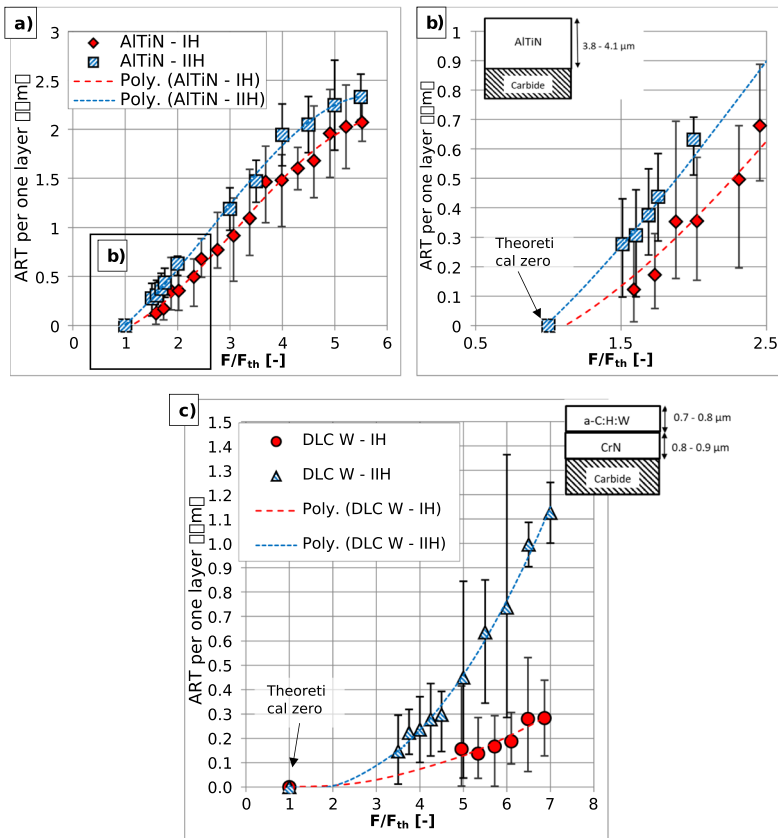 a)
ART per one layer [▯▯m▯
3
2.5
2
1.5
1
0.5
0
AlTiN - IH
AlTiN - IIH
Poly. (AlTiN - IH)
Poly. (AlTiN - IIH)
b)
0 1 2 3 4 5 6
F/Fth [-]
b)
ART per one layer ▯▯m▯
1
0.9
0.8
0.7
0.6
0.5
0.4
0.3
0.2
0.1
0
AlTiN
3.8 - 4.1 µm
Carbide
Theoreti
cal zero
0.5 1.5 2.5
F/Fth [-]
c)
ART per one layer ▯▯m▯
1.5
1.4
1.3
1.2
1.1
1.0
0.9
0.8
0.7
0.6
0.5
0.4
0.3
0.2
0.1
0.0
DLC W - IH
DLC W - IIH
Poly. (DLC W - IH)
Poly. (DLC W - IIH)
a-C:H:W
0.7 - 0.8 µm
CrN
0.8 - 0.9 µm
Carbide
Theoreti
cal zero
0 1 2 3 4 5 6 7 8
F/Fth [-]